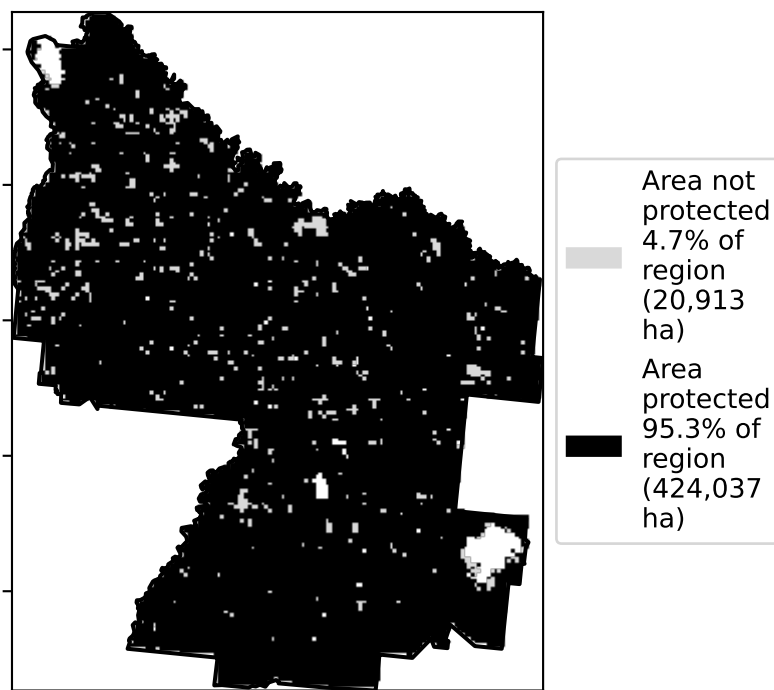 Area not
protected
4.7% of
region
(20,913
ha)
Area
protected
95.3% of
region
(424,037
ha)